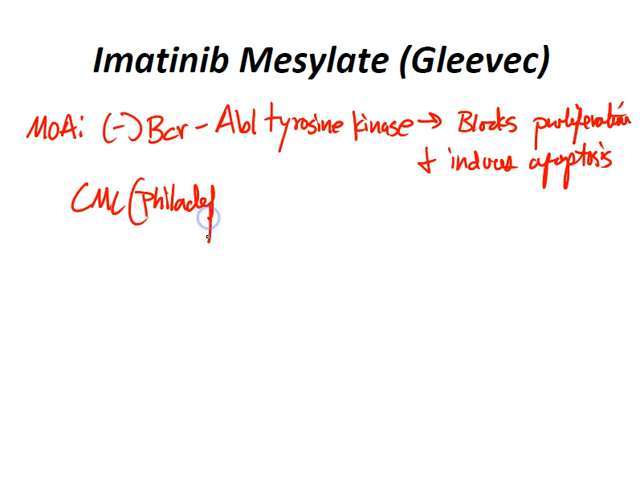 Imatinib Mesylate (Gleevec)
MOA: (-) Bcr-Abl tyrosine kinase → Blocks proliferation
+ induces apoptosis
CML (Philadel